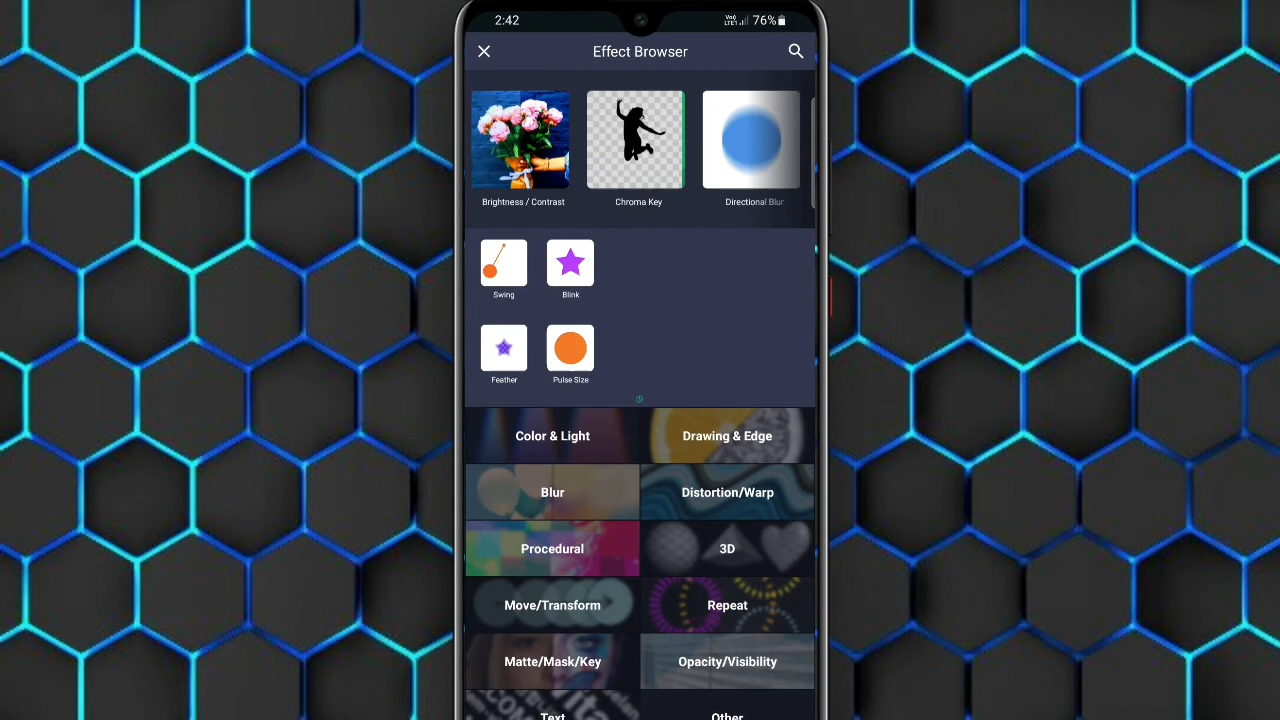 2:42
76%
Effect Browser
Brightness / Contrast
Chroma Key
Directional Blur
Swing
Blink
Feather
Pulse Size
Color & Light
Drawing & Edge
Blur
Distortion/Warp
Procedural
3D
Move/Transform
Repeat
Matte/Mask/Key
Opacity/Visibility
Text
Other